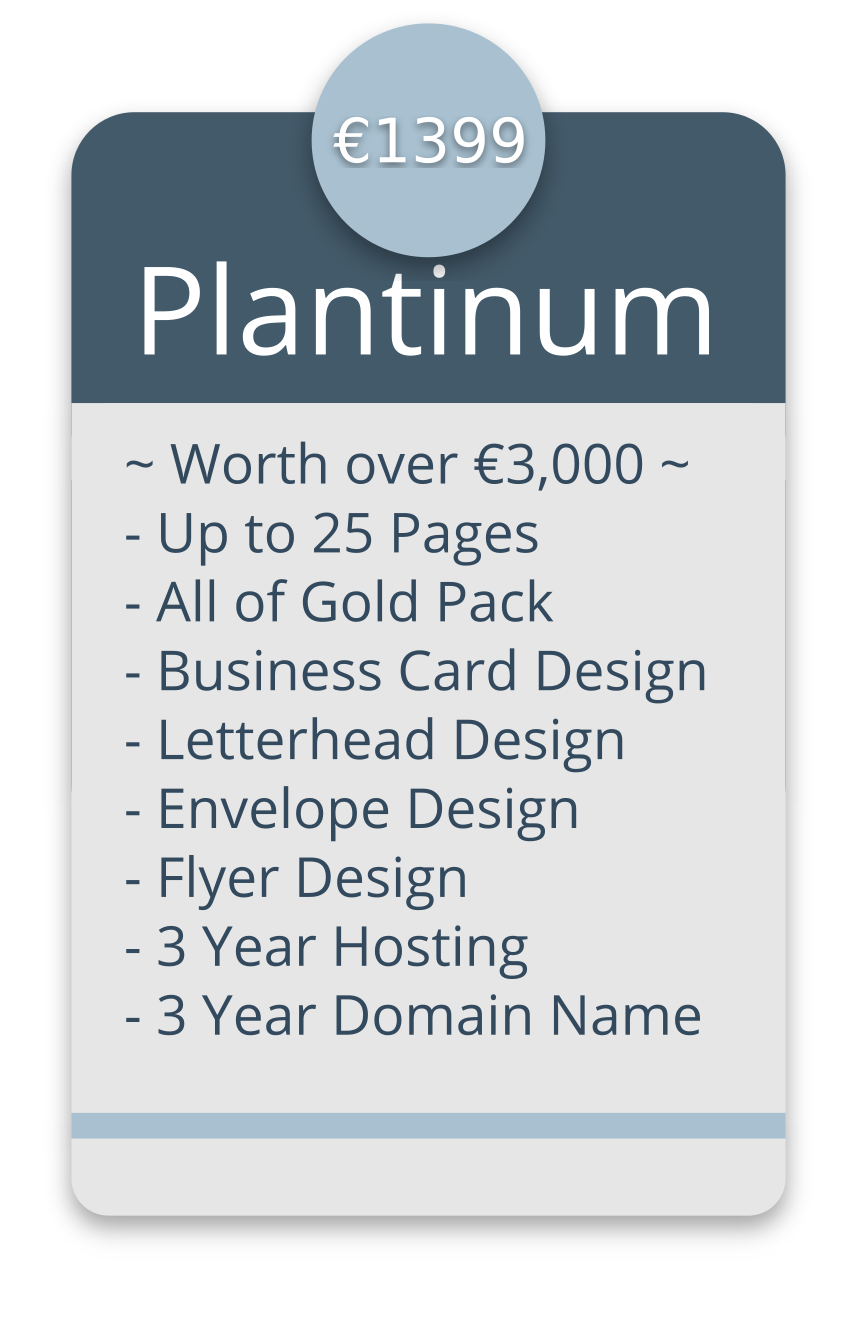 €1399
Plantinum
~ Worth over €3,000 ~
- Up to 25 Pages
- All of Gold Pack
- Business Card Design
- Letterhead Design
- Envelope Design
- Flyer Design
- 3 Year Hosting
- 3 Year Domain Name